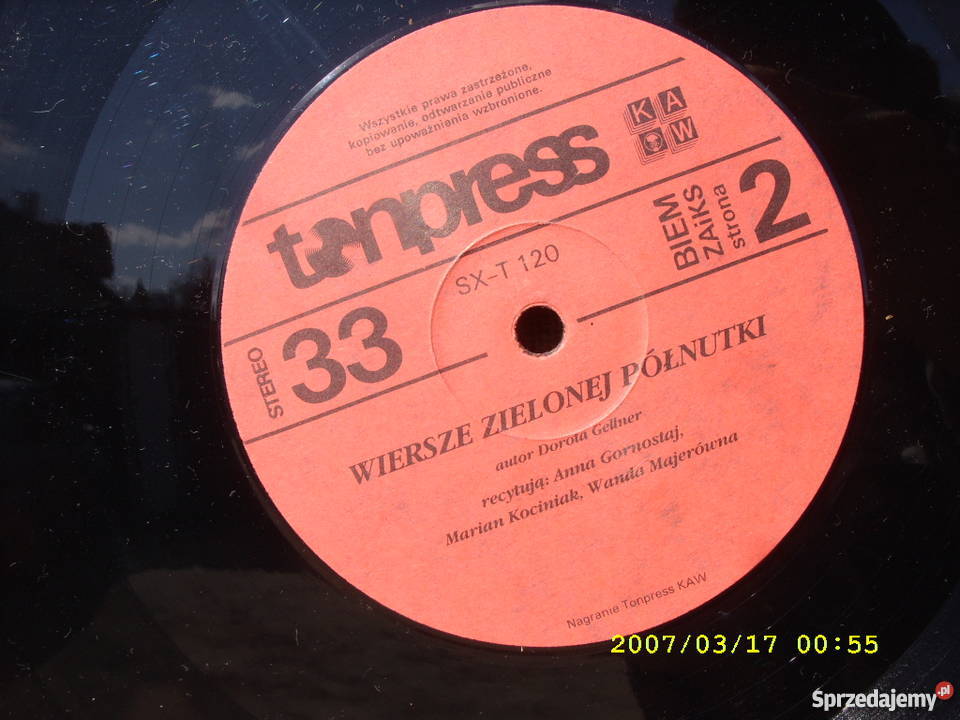 Wszystkie prawa zastrzeżone,
kopiowanie, odtwarzanie publiczne
bez upoważnienia wzbronione.
tonpress
KAW
BIEM
ZAiKS
strona
2
SX-T 120
STEREO
33
WIERSZE ZIELONEJ PÓŁNUTKI
autor Dorota Gellner
recytują: Anna Gornostaj,
Marian Kociniak, Wanda Majerówna
Nagranie Tonpress KAW
2007/03/17 00:55
Sprzedajemy.pl